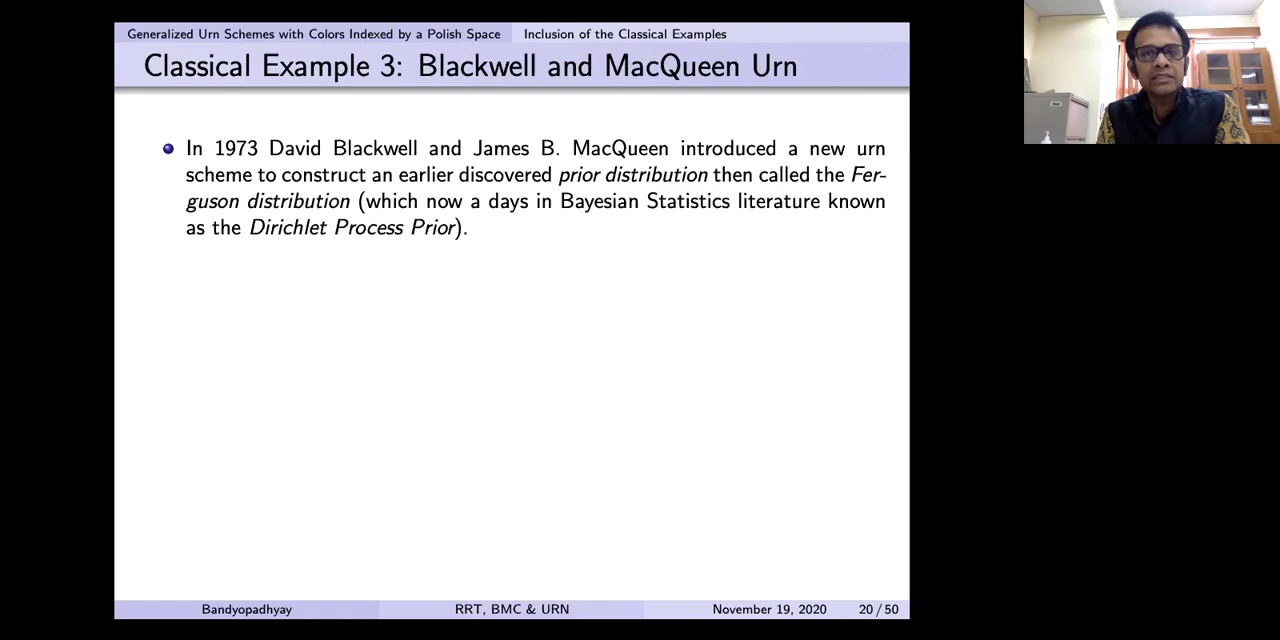 Generalized Urn Schemes with Colors Indexed by a Polish Space Inclusion of the Classical Examples
Classical Example 3: Blackwell and MacQueen Urn
In 1973 David Blackwell and James B. MacQueen introduced a new urn
scheme to construct an earlier discovered prior distribution then called the Fer-
guson distribution (which now a days in Bayesian Statistics literature known
as the Dirichlet Process Prior).
Bandyopadhyay RRT, BMC & URN November 19, 2020 20 / 50